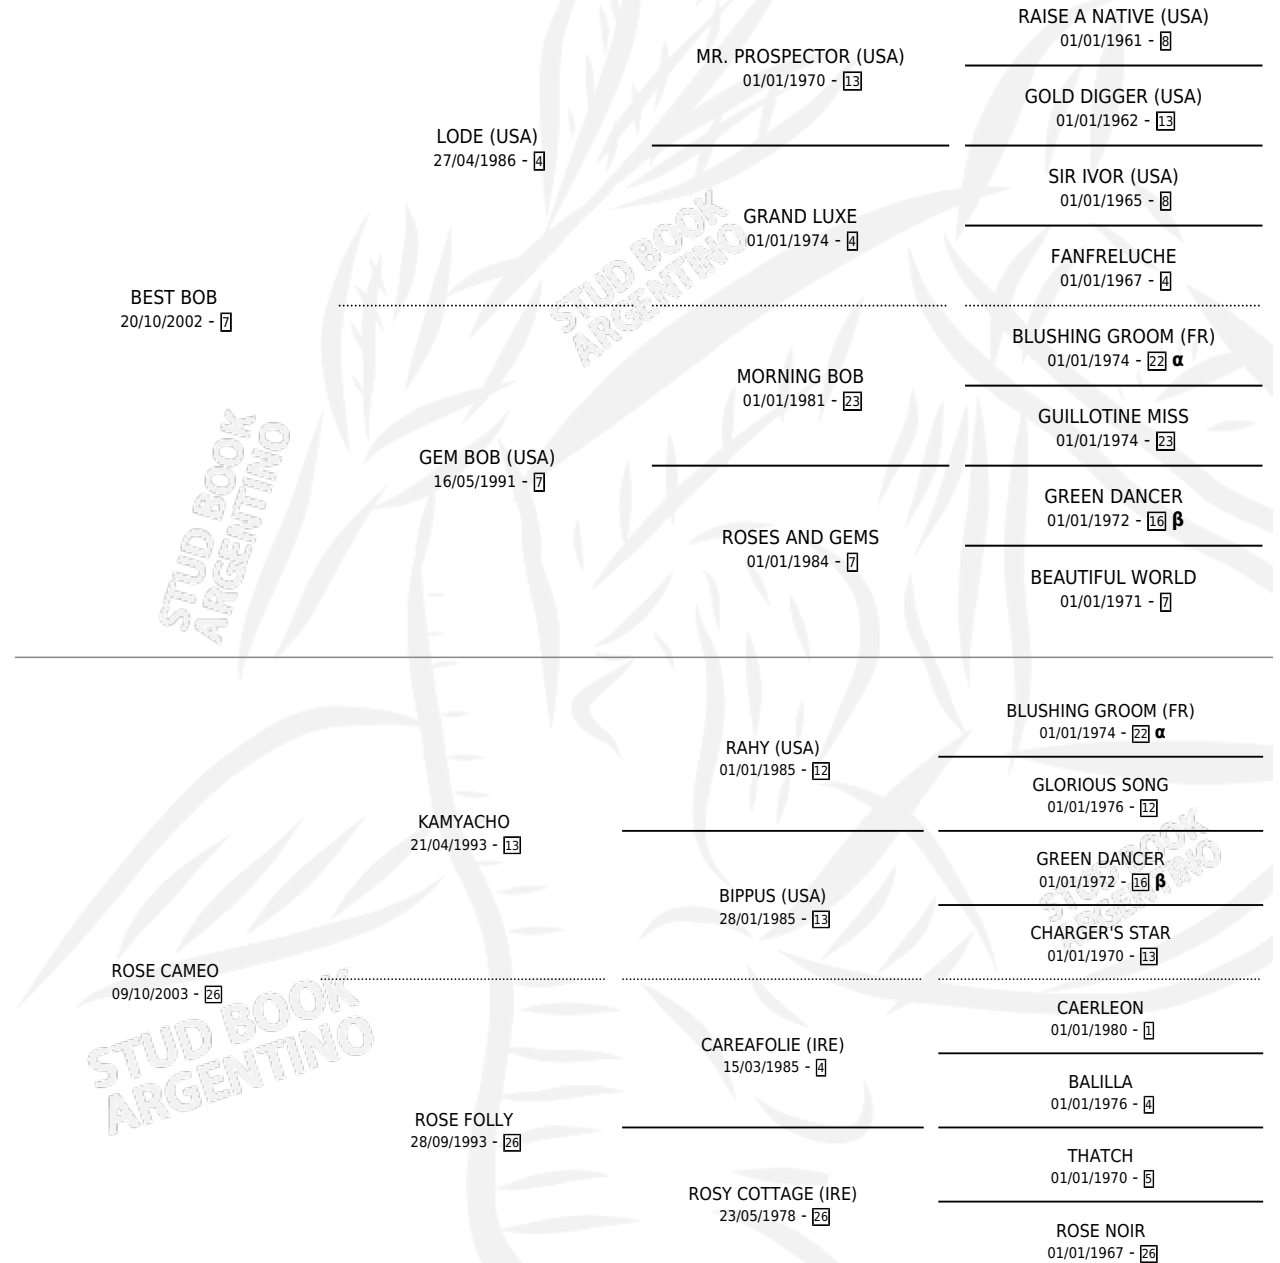 RAISE A NATIVE (USA)
01/01/1961 - 8
MR. PROSPECTOR (USA)
01/01/1970 - 13
GOLD DIGGER (USA)
01/01/1962 - 13
LODE (USA)
27/04/1986 - 4
SIR IVOR (USA)
01/01/1965 - 8
GRAND LUXE
01/01/1974 - 4
FANFRELUCHE
01/01/1967 - 4
BEST BOB
20/10/2002 - 7
BLUSHING GROOM (FR)
01/01/1974 - 22 α
MORNING BOB
01/01/1981 - 23
GUILLOTINE MISS
01/01/1974 - 23
GEM BOB (USA)
16/05/1991 - 7
GREEN DANCER
01/01/1972 - 16 β
ROSES AND GEMS
01/01/1984 - 7
BEAUTIFUL WORLD
01/01/1971 - 7
BLUSHING GROOM (FR)
01/01/1974 - 22 α
RAHY (USA)
01/01/1985 - 12
GLORIOUS SONG
01/01/1976 - 12
KAMYACHO
21/04/1993 - 13
GREEN DANCER
01/01/1972 - 16 β
BIPPUS (USA)
28/01/1985 - 13
CHARGER'S STAR
01/01/1970 - 13
ROSE CAMEO
09/10/2003 - 26
CAERLEON
01/01/1980 - 1
CAREAFOLIE (IRE)
15/03/1985 - 4
BALILLA
01/01/1976 - 4
ROSE FOLLY
28/09/1993 - 26
THATCH
01/01/1970 - 5
ROSY COTTAGE (IRE)
23/05/1978 - 26
ROSE NOIR
01/01/1967 - 26
STUD BOOK
ARGENTINO
STUD BOOK
ARGENTINO
STUD BOOK
ARGENTINO
STUD BOOK
ARGENTINO